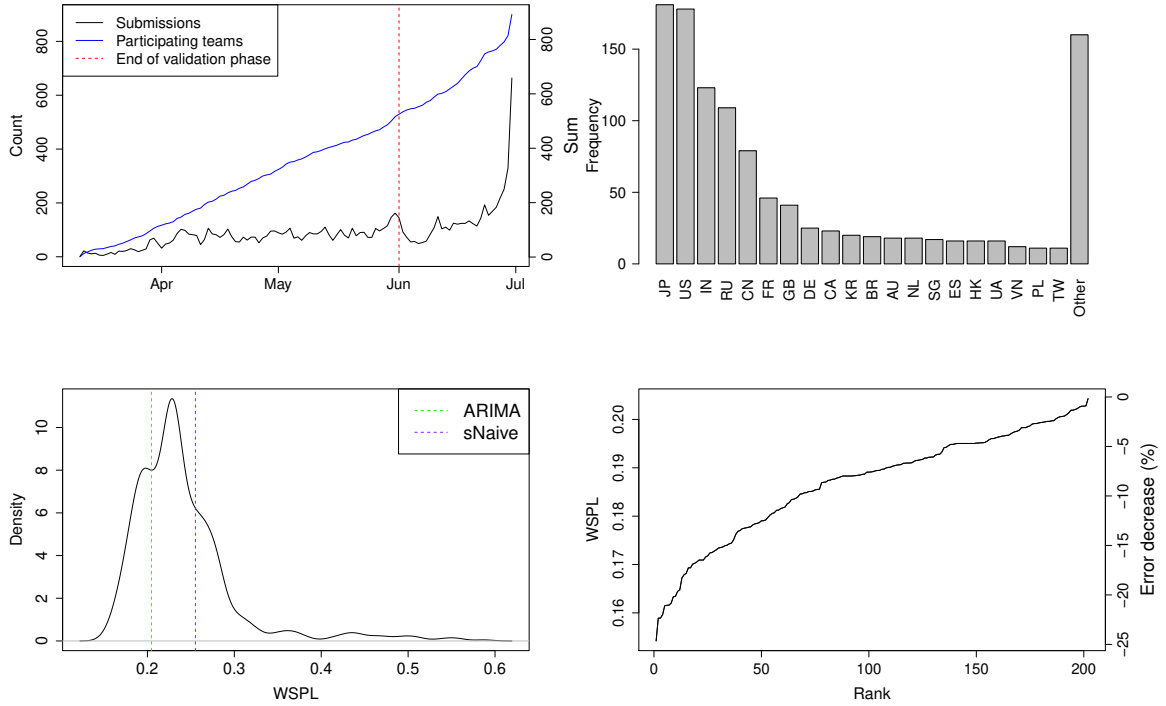 Submissions
Participating teams
End of validation phase
Count
0 200 400 600 800
Sum
0 200 400 600 800
Apr May Jun Jul
Frequency
0 50 100 150
JP US IN RU CN FR GB DE CA KR BR AU NL SG ES HK UA VN PL TW Other
ARIMA
sNaive
Density
0 2 4 6 8 10
0.2 0.3 0.4 0.5 0.6
WSPL
WSPL
0.16 0.17 0.18 0.19 0.20
Error decrease (%)
−25 −20 −15 −10 −5 0
0 50 100 150 200
Rank